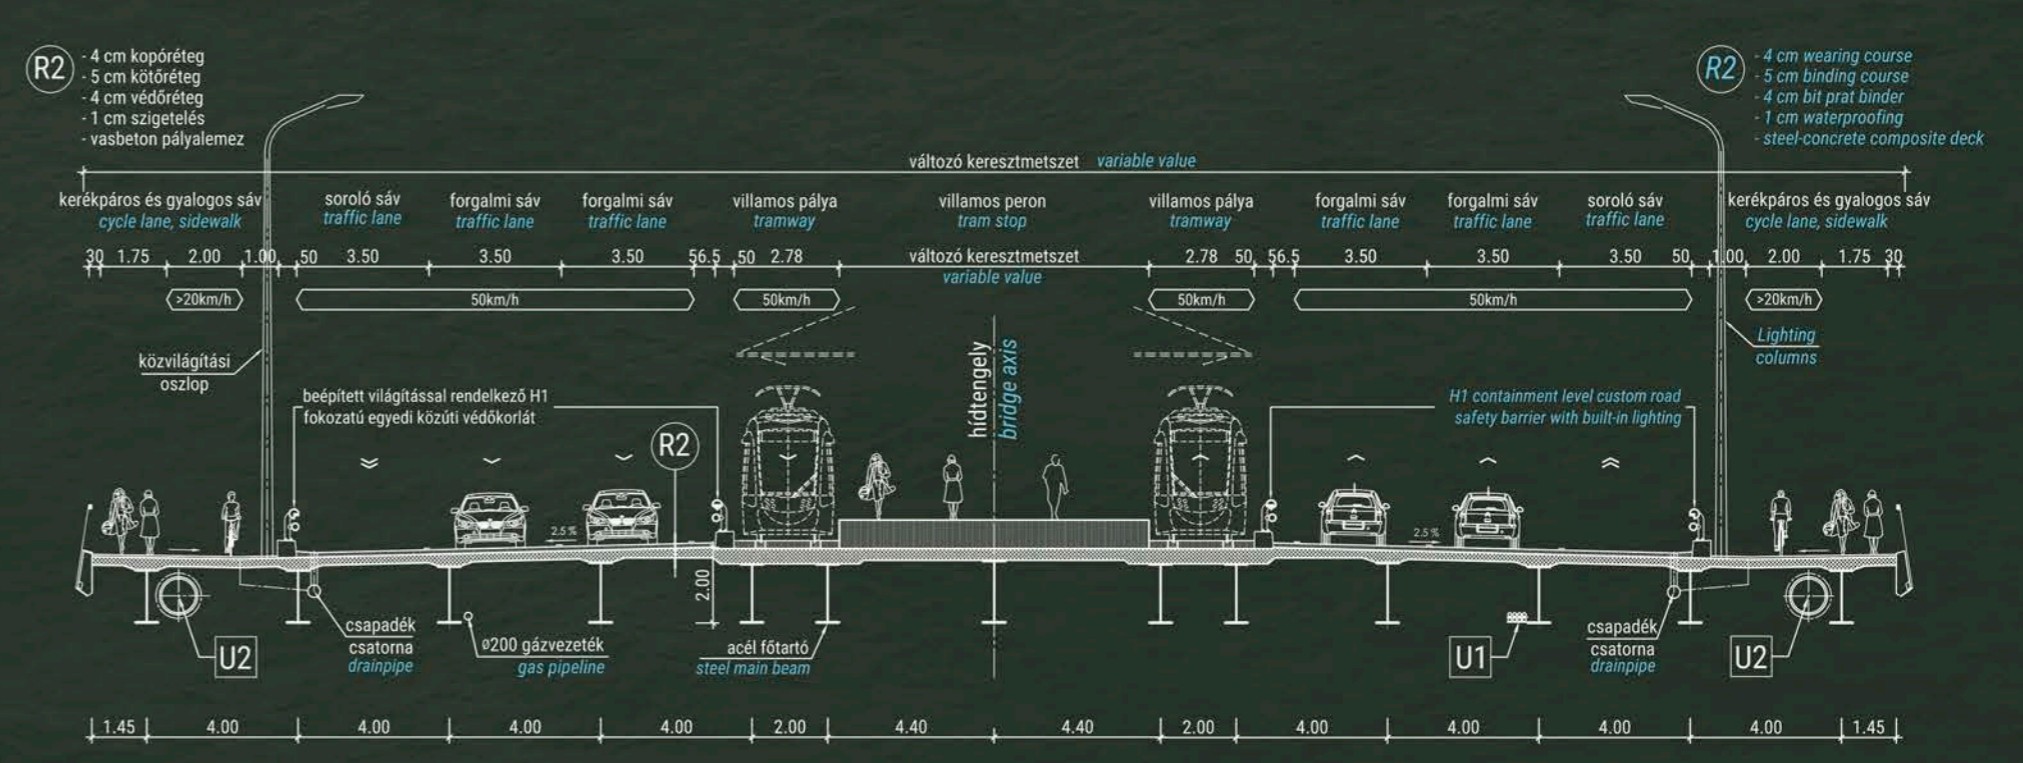 R2
- 4 cm kopóréteg
- 5 cm kötőréteg
- 4 cm védőréteg
- 1 cm szigetelés
- vasbeton pályalemez
R2
- 4 cm wearing course
- 5 cm binding course
- 4 cm bit prat binder
- 1 cm waterproofing
- steel-concrete composite deck
változó keresztmetszet variable value
kerékpáros és gyalogos sáv soroló sáv forgalmi sáv forgalmi sáv villamos pálya villamos peron villamos pálya forgalmi sáv forgalmi sáv soroló sáv kerékpáros és gyalogos sáv
cycle lane, sidewalk traffic lane traffic lane traffic lane tramway tram stop tramway traffic lane traffic lane traffic lane cycle lane, sidewalk
30 1.75 2.00 1.00 50 3.50 3.50 3.50 56.5 50 2.78 változó keresztmetszet 2.78 50 56.5 3.50 3.50 3.50 50 1.00 2.00 1.75 30
variable value
>20km/h 50km/h 50km/h 50km/h 50km/h >20km/h
közvilágítási
oszlop
hídtengely
bridge axis
Lighting
columns
beépített világítással rendelkező H1
fokozatú egyedi közúti védőkorlát
H1 containment level custom road
safety barrier with built-in lighting
R2
2.5 %
2.5 %
2.00
U2
csapadék
csatorna
drainpipe
ø200 gázvezeték
gas pipeline
acél főtartó
steel main beam
U1
csapadék
csatorna
drainpipe
U2
1.45 4.00 4.00 4.00 4.00 2.00 4.40 4.40 2.00 4.00 4.00 4.00 4.00 1.45